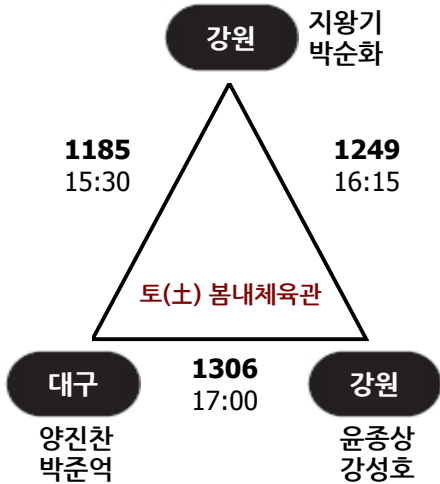 강원
지왕기
박순화
1185
15:30
1249
16:15
토(土) 봄내체육관
대구
양진찬
박준억
1306
17:00
강원
윤종상
강성호